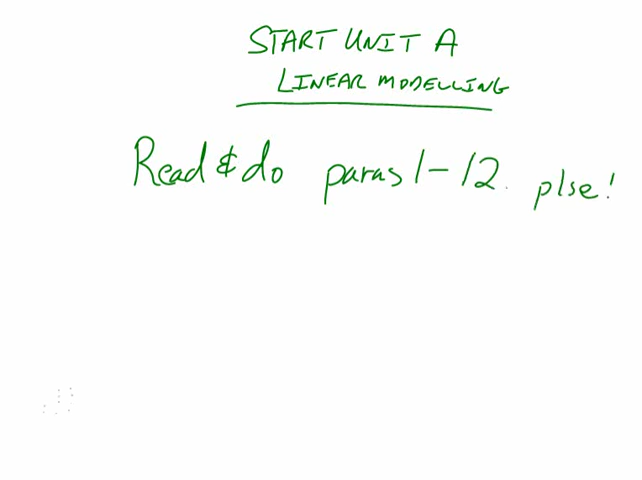 START UNIT A
LINEAR MODELLING
Read & do paras 1-12. plse!